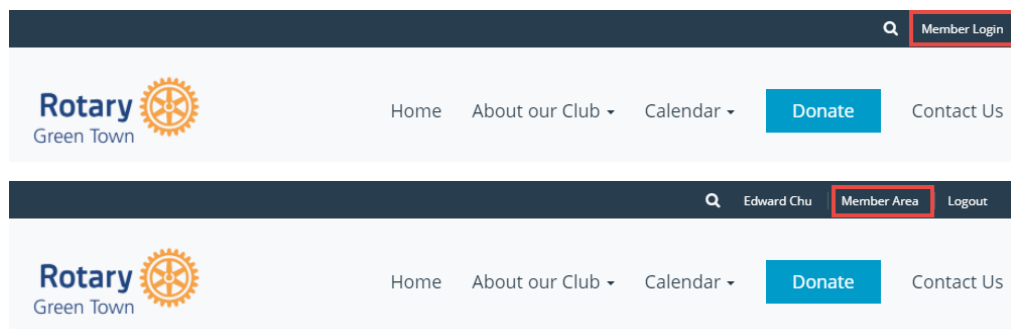 Member Login
Rotary
Green Town
Home About our Club Calendar Donate Contact Us
Edward Chu Member Area Logout
Rotary
Green Town
Home About our Club Calendar Donate Contact Us